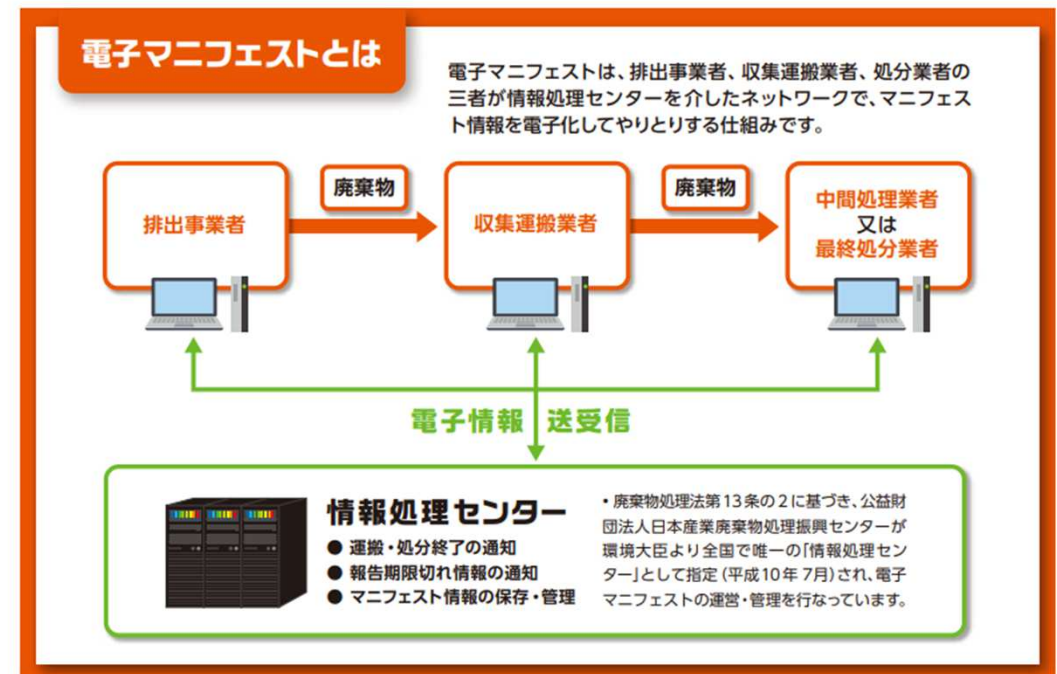 電子マニフェストとは
電子マニフェストは、排出事業者、収集運搬業者、処分業者の
三者が情報処理センターを介したネットワークで、マニフェス
ト情報を電子化してやりとりする仕組みです。
排出事業者
廃棄物
収集運搬業者
廃棄物
中間処理業者
又は
最終処分業者
電子情報 送受信
情報処理センター
● 運搬・処分終了の通知
● 報告期限切れ情報の通知
● マニフェスト情報の保存・管理
・廃棄物処理法第13条の2に基づき、公益財
団法人日本産業廃棄物処理振興センターが
環境大臣より全国で唯一の「情報処理セン
ター」として指定(平成10年7月)され、電子
マニフェストの運営・管理を行なっています。